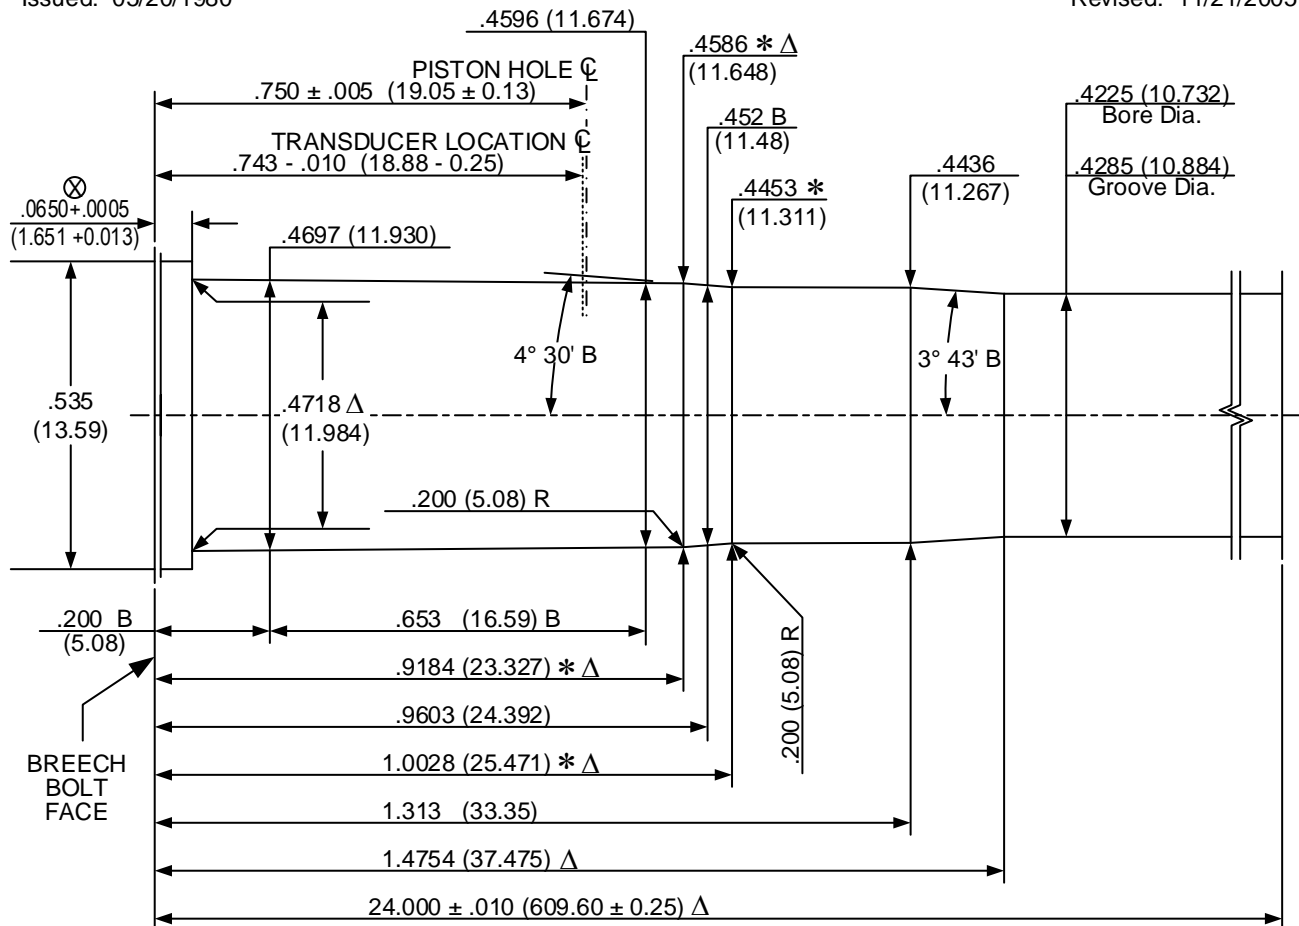 Issued: 05/20/1980
Revised: 11/21/2005
.4596 (11.674)
.4586 * Δ
(11.648)
PISTON HOLE ℄
.750 ± .005 (19.05 ± 0.13)
.452 B
(11.48)
.4225 (10.732)
Bore Dia.
TRANSDUCER LOCATION ℄
.743 - .010 (18.88 - 0.25)
.4436
(11.267)
.4285 (10.884)
Groove Dia.
⊗
.0650+.0005
(1.651 +0.013)
.4453 *
(11.311)
.4697 (11.930)
4° 30' B
3° 43' B
.535
(13.59)
.4718 Δ
(11.984)
.200 (5.08) R
.200 B
(5.08)
.653 (16.59) B
.200 (5.08) R
.9184 (23.327) * Δ
.9603 (24.392)
BREECH
BOLT
FACE
1.0028 (25.471) * Δ
1.313 (33.35)
1.4754 (37.475) Δ
24.000 ± .010 (609.60 ± 0.25) Δ